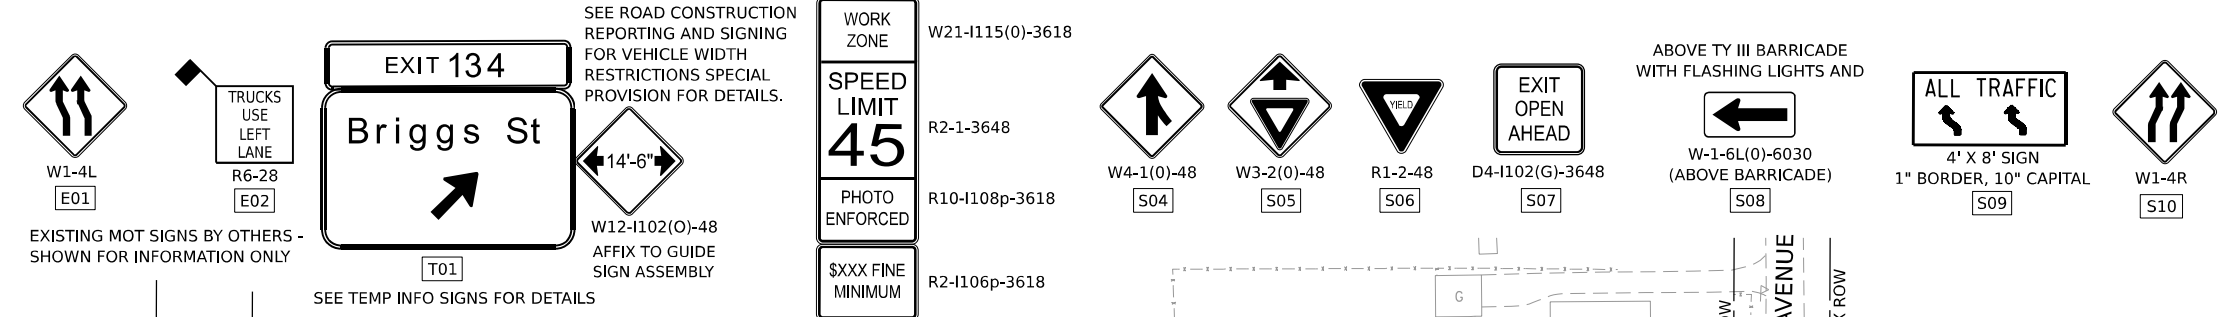 W1-4L
E01
EXISTING MOT SIGNS BY OTHERS -
SHOWN FOR INFORMATION ONLY
TRUCKS
USE
LEFT
LANE
R6-28
E02
EXIT 134
Briggs St
T01
SEE TEMP INFO SIGNS FOR DETAILS
SEE ROAD CONSTRUCTION
REPORTING AND SIGNING
FOR VEHICLE WIDTH
RESTRICTIONS SPECIAL
PROVISION FOR DETAILS.
14'-6"
W12-I102(O)-48
AFFIX TO GUIDE
SIGN ASSEMBLY
WORK
ZONE
W21-I115(0)-3618
SPEED
LIMIT
45
R2-1-3648
PHOTO
ENFORCED
R10-I108p-3618
$XXX FINE
MINIMUM
R2-I106p-3618
W4-1(0)-48
S04
W3-2(0)-48
S05
YIELD
R1-2-48
S06
EXIT
OPEN
AHEAD
D4-I102(G)-3648
S07
ABOVE TY III BARRICADE
WITH FLASHING LIGHTS AND
W-1-6L(0)-6030
(ABOVE BARRICADE)
S08
ALL TRAFFIC
4' X 8' SIGN
1" BORDER, 10" CAPITAL
S09
W1-4R
S10
G
ROW
AVENUE
ROW